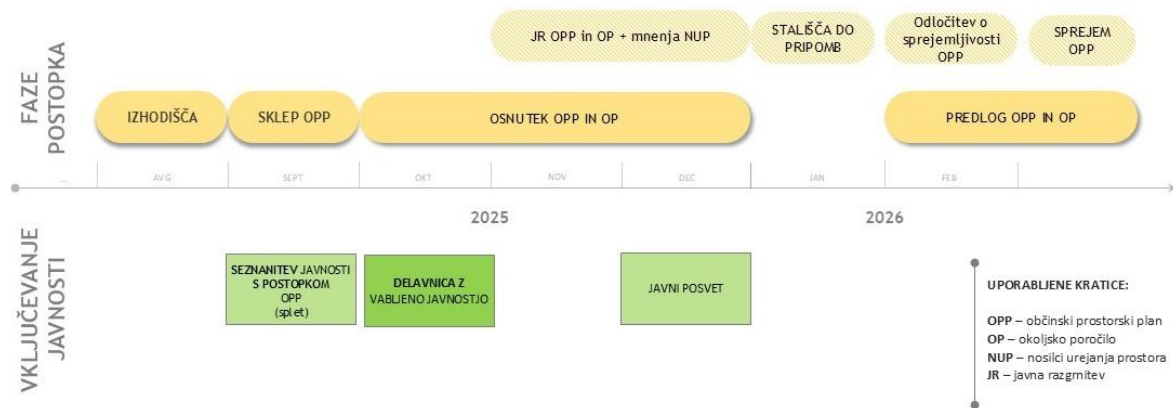 FAZE
POSTOPKA
JR OPP in OP + mnenja NUP
STALIŠČA DO
PRIPOMB
Odločitev o
sprejemljivosti
OPP
SPREJEM
OPP
IZHODIŠČA
SKLEP OPP
OSNUTEK OPP IN OP
PREDLOG OPP IN OP
...
AVG
SEPT
OKT
NOV
DEC
JAN
FEB
2025
2026
VKLJUČEVANJE
JAVNOSTI
SEZNANITEV JAVNOSTI
S POSTOPKOM
OPP
(splet)
DELAVNICA Z
VABLJENO JAVNOSTJO
JAVNI POSVET
UPORABLJENE KRATICE:
OPP – občinski prostorski plan
OP – okoljsko poročilo
NUP – nosilci urejanja prostora
JR – javna razgrnitev